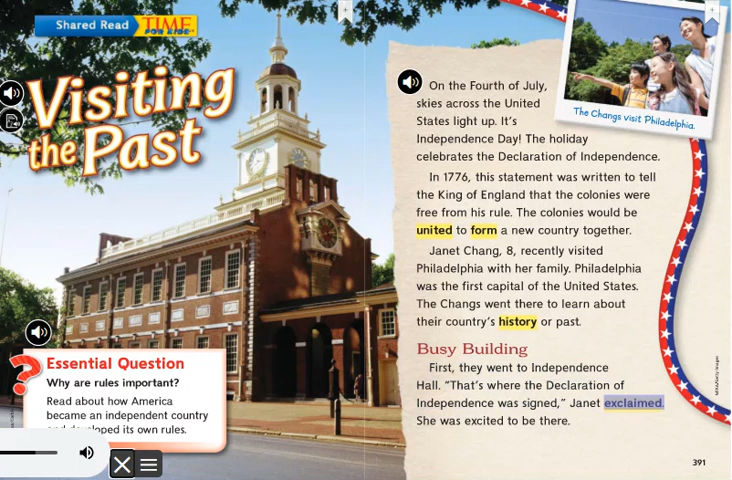 Shared Read TIME
FOR KIDS
Visiting
the Past
Essential Question
Why are rules important?
Read about how America
became an independent country
and developed its own rules.
The Changs visit Philadelphia.
On the Fourth of July,
skies across the United
States light up. It's
Independence Day! The holiday
celebrates the Declaration of Independence.
In 1776, this statement was written to tell
the King of England that the colonies were
free from his rule. The colonies would be
united to form a new country together.
Janet Chang, 8, recently visited
Philadelphia with her family. Philadelphia
was the first capital of the United States.
The Changs went there to learn about
their country's history or past.
Busy Building
First, they went to Independence
Hall. "That's where the Declaration of
Independence was signed," Janet exclaimed.
She was excited to be there.
391